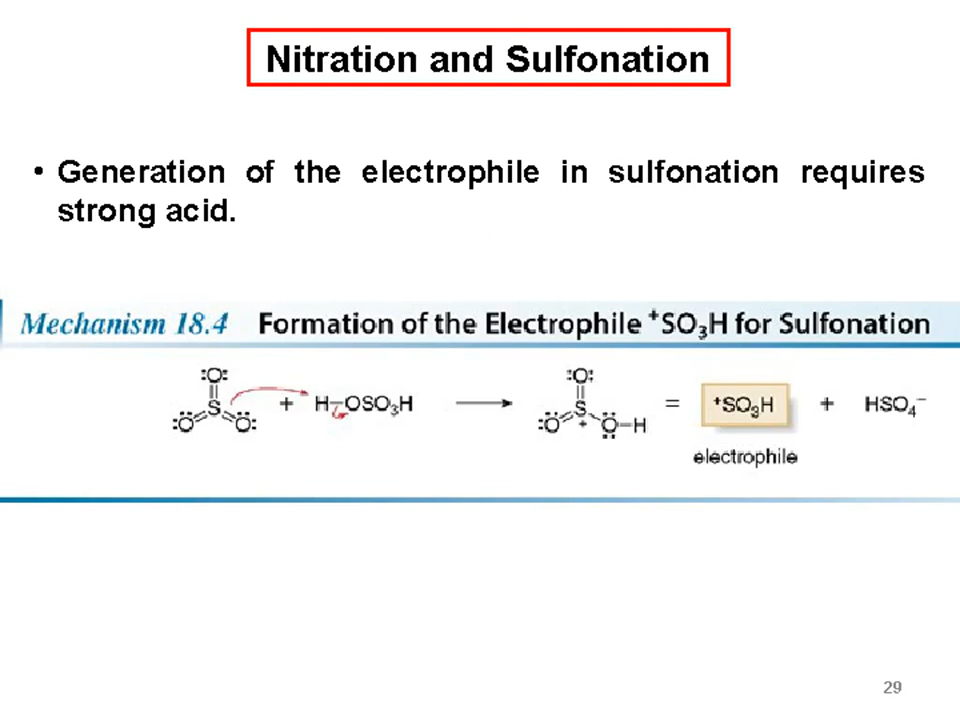 Nitration and Sulfonation
• Generation of the electrophile in sulfonation requires
strong acid.
Mechanism 18.4 Formation of the Electrophile ⁺SO₃H for Sulfonation
:O: S :O: :O: + H–OSO₃H → :O: S⁺ :O: O–H = ⁺SO₃H + HSO₄⁻
electrophile
29